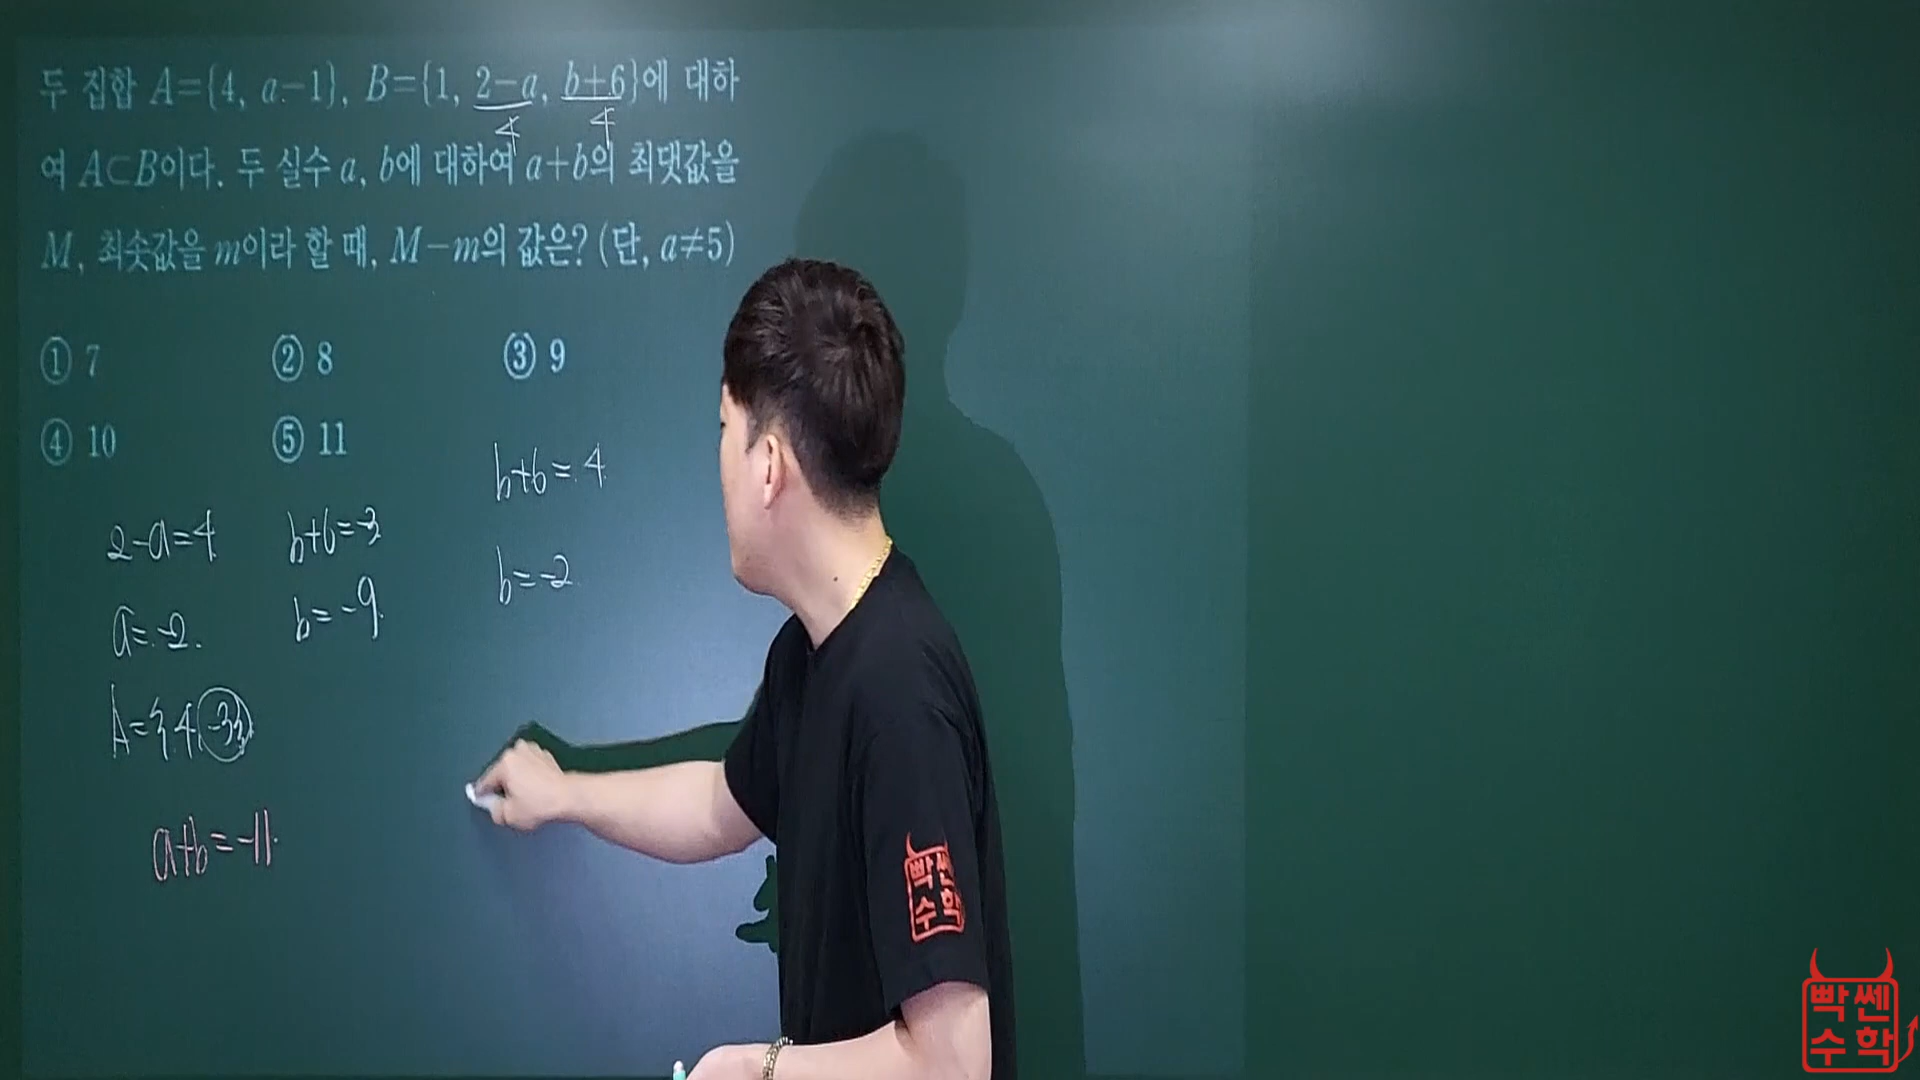 두 집합 A={4, a-1}, B={1, 2-a, b+6}에 대하
4 4
여 A⊂B이다. 두 실수 a, b에 대하여 a+b의 최댓값을
M, 최솟값을 m이라 할 때, M-m의 값은? (단, a≠5)
① 7 ② 8 ③ 9
④ 10 ⑤ 11
2-a=4
a=-2.
A={4, -3}
b+6=-3
b=-9.
a+b=-11.
b+6=4.
b=-2.
빡쎈
수학
빡쎈
수학